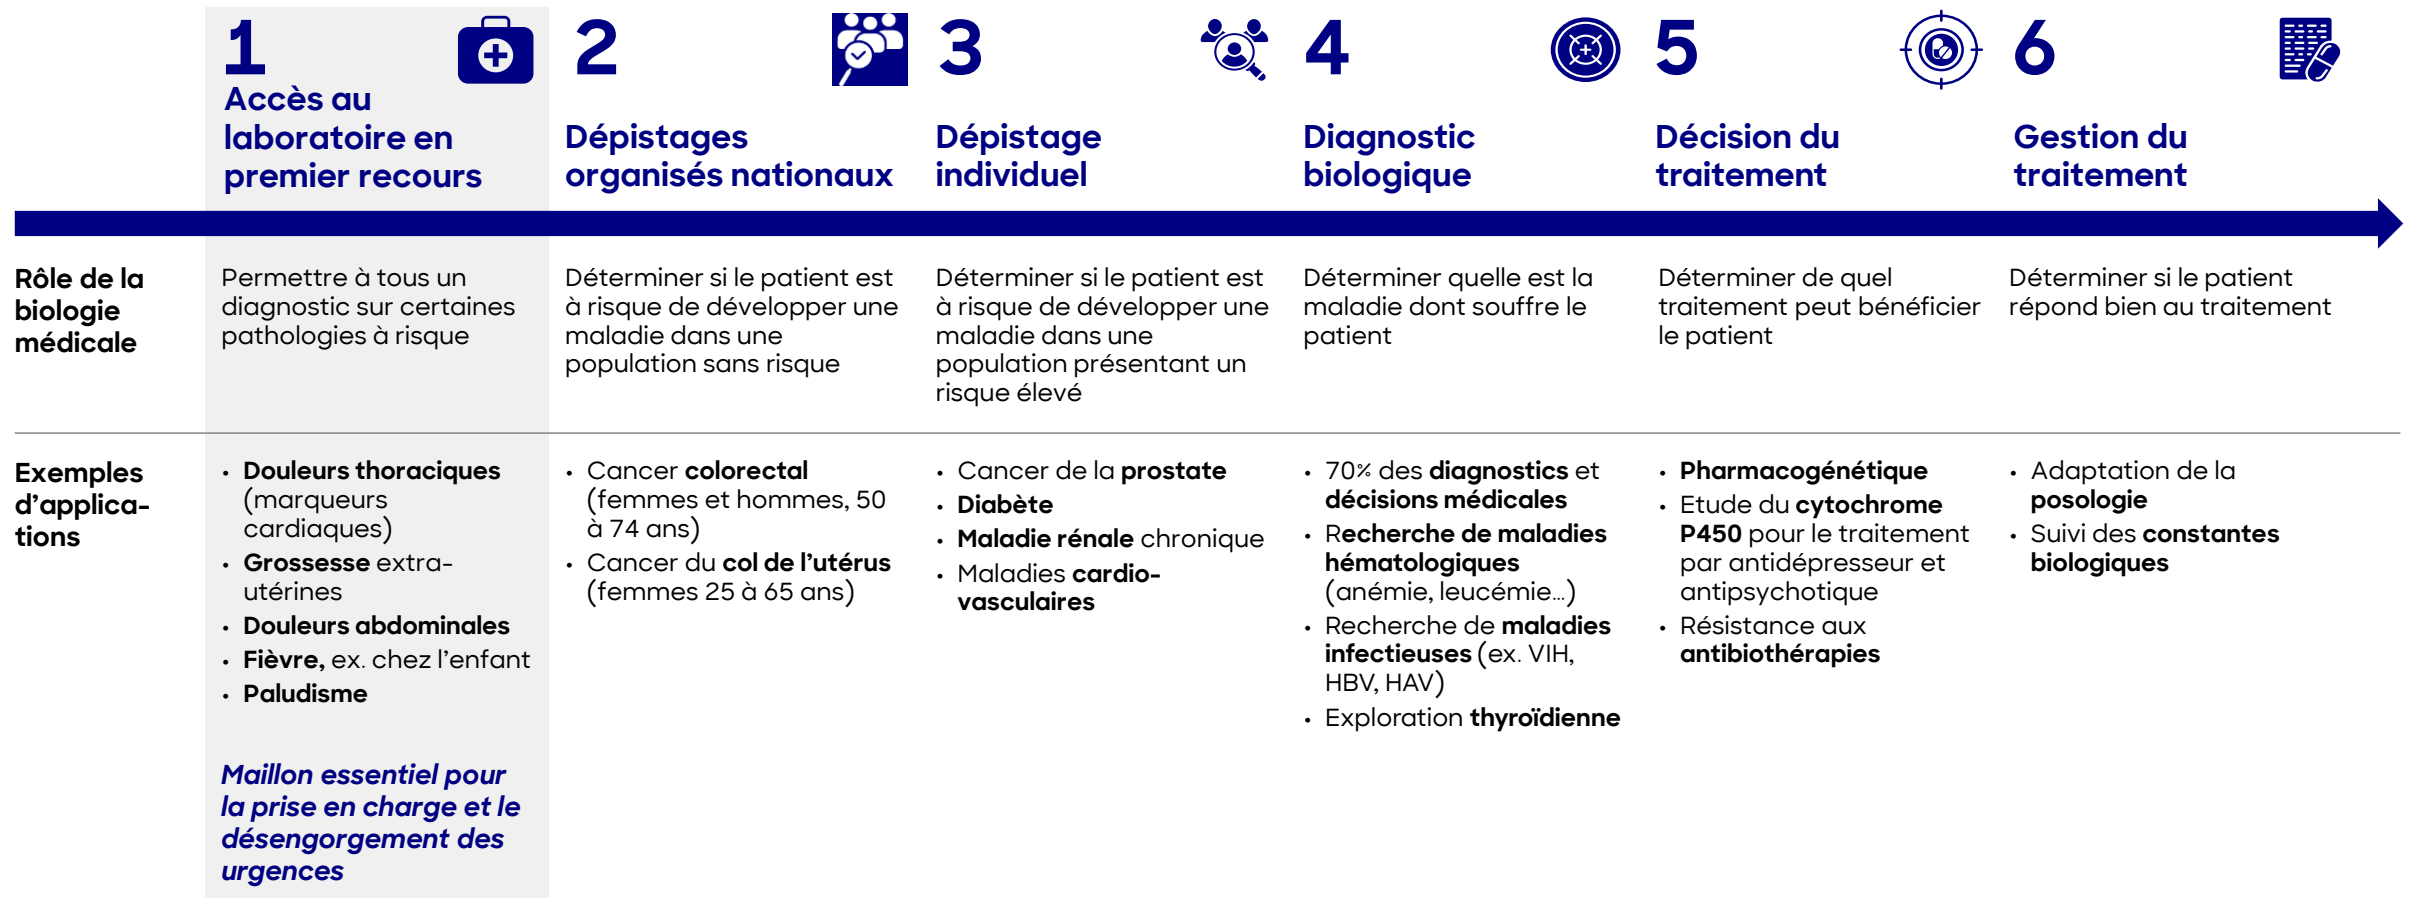 1
Accès au
laboratoire en
premier recours
2
Dépistages
organisés nationaux
3
Dépistage
individuel
4
Diagnostic
biologique
5
Décision du
traitement
6
Gestion du
traitement
Rôle de la
biologie
médicale
Permettre à tous un
diagnostic sur certaines
pathologies à risque
Déterminer si le patient est
à risque de développer une
maladie dans une
population sans risque
Déterminer si le patient est
à risque de développer une
maladie dans une
population présentant un
risque élevé
Déterminer quelle est la
maladie dont souffre le
patient
Déterminer de quel
traitement peut bénéficier
le patient
Déterminer si le patient
répond bien au traitement
Exemples
d’applica-
tions
• Douleurs thoraciques
(marqueurs
cardiaques)
• Grossesse extra-
utérines
• Douleurs abdominales
• Fièvre, ex. chez l’enfant
• Paludisme
Maillon essentiel pour
la prise en charge et le
désengorgement des
urgences
• Cancer colorectal
(femmes et hommes, 50
à 74 ans)
• Cancer du col de l’utérus
(femmes 25 à 65 ans)
• Cancer de la prostate
• Diabète
• Maladie rénale chronique
• Maladies cardio-
vasculaires
• 70% des diagnostics et
décisions médicales
• Recherche de maladies
hématologiques
(anémie, leucémie…)
• Recherche de maladies
infectieuses (ex. VIH,
HBV, HAV)
• Exploration thyroïdienne
• Pharmacogénétique
• Etude du cytochrome
P450 pour le traitement
par antidépresseur et
antipsychotique
• Résistance aux
antibiothérapies
• Adaptation de la
posologie
• Suivi des constantes
biologiques